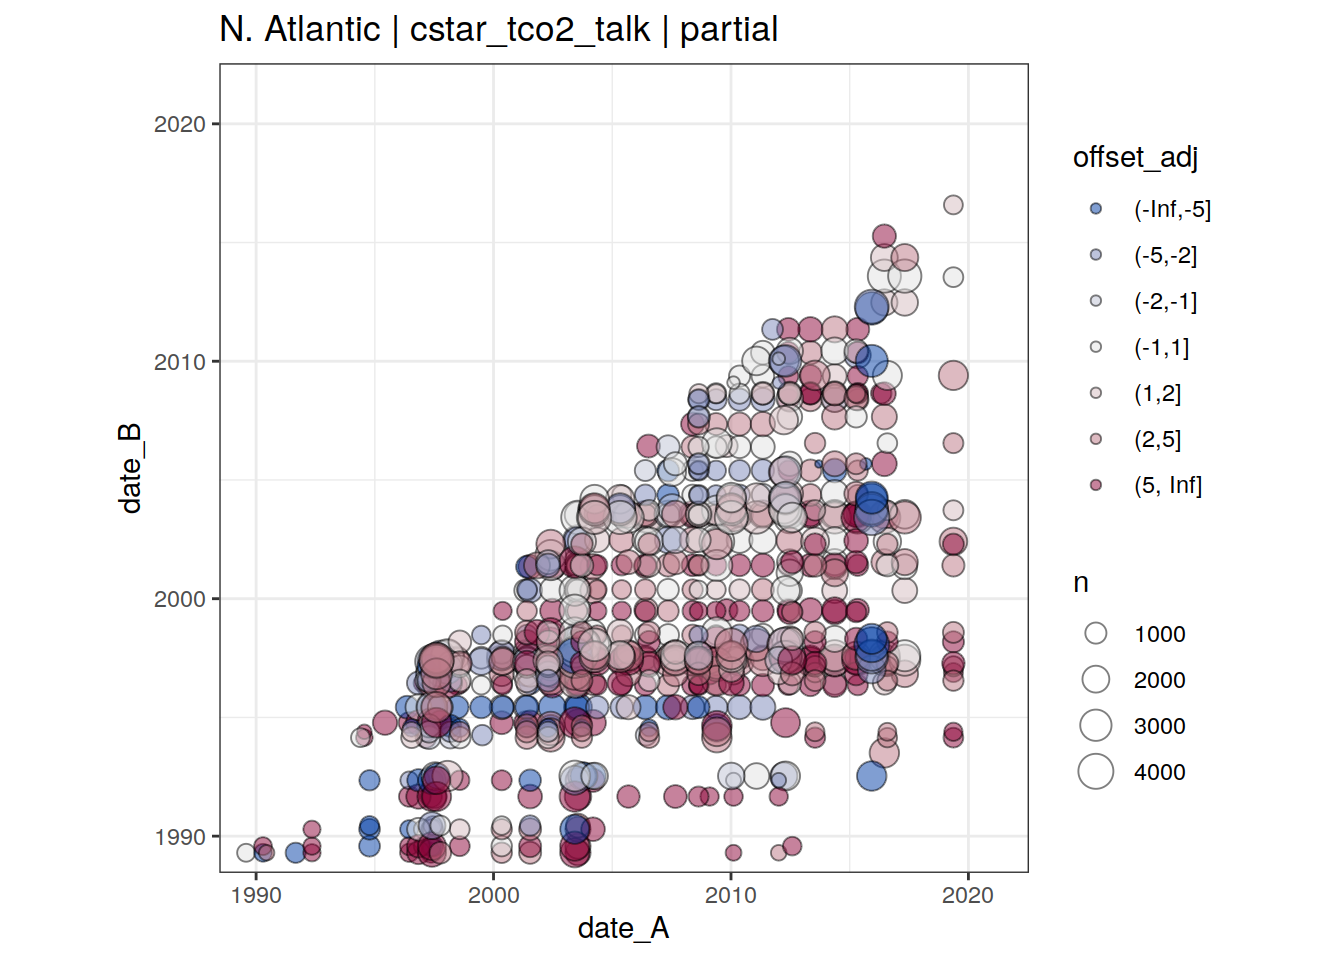 N. Atlantic | cstar_tco2_talk | partial
2020
2010
2000
1990
1990
2000
2010
2020
date_A
date_B
offset_adj
(-Inf,-5]
(-5,-2]
(-2,-1]
(-1,1]
(1,2]
(2,5]
(5, Inf]
n
1000
2000
3000
4000